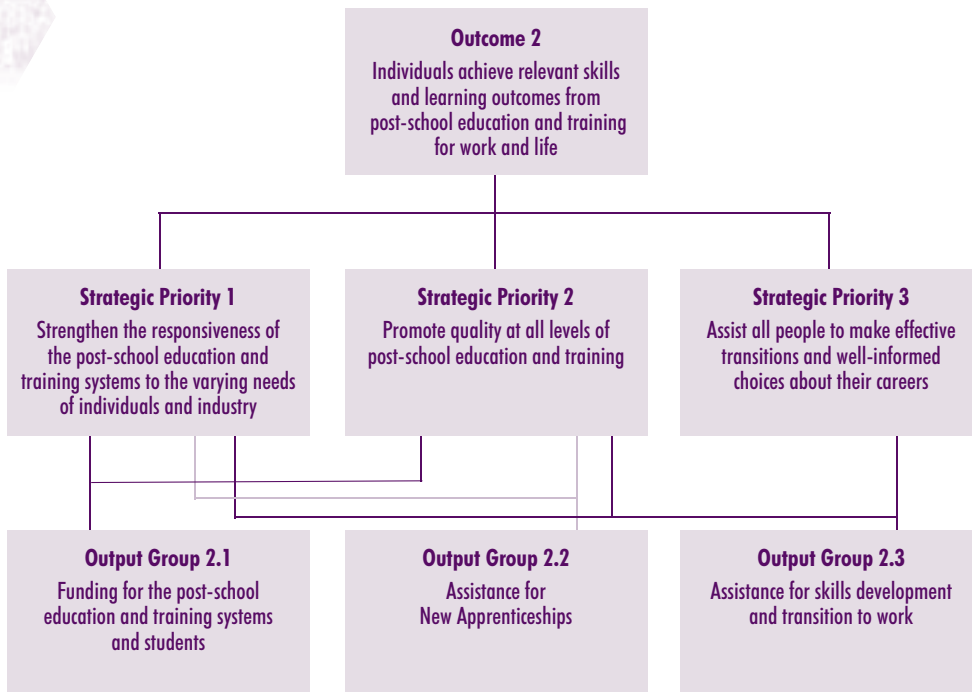 Outcome 2
Individuals achieve relevant skills
and learning outcomes from
post-school education and training
for work and life
Strategic Priority 1
Strengthen the responsiveness of
the post-school education and
training systems to the varying needs
of individuals and industry
Strategic Priority 2
Promote quality at all levels of
post-school education and training
Strategic Priority 3
Assist all people to make effective
transitions and well-informed
choices about their careers
Output Group 2.1
Funding for the post-school
education and training systems
and students
Output Group 2.2
Assistance for
New Apprenticeships
Output Group 2.3
Assistance for skills development
and transition to work